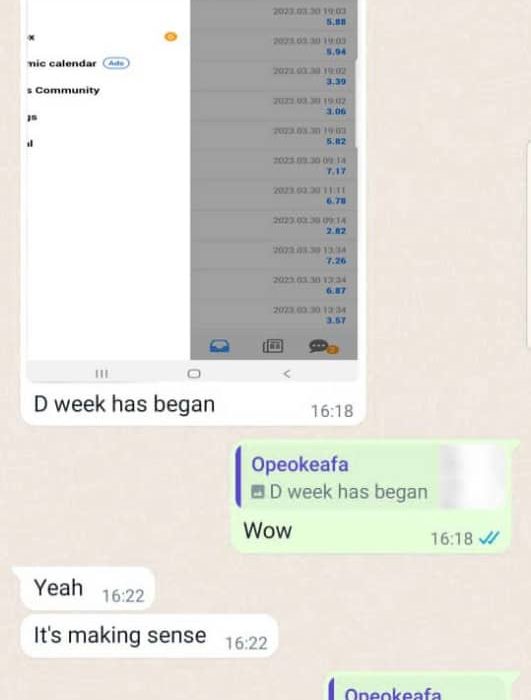 2023.03.30 19:03
5.88
x
2023.03.30 19:03
5.94
mic calendar Ads
2023.03.30 19:02
3.39
s Community
2023.03.30 19:02
3.06
gs
2023.03.30 19:03
5.82
al
2023.03.30 09:14
7.17
2023.03.30 11:11
6.78
2023.03.30 09:14
2.82
2023.03.30 13:34
7.26
2023.03.30 13:34
6.87
2023.03.30 13:34
3.57
D week has began
16:18
Opeokeafa
D week has began
Wow
16:18
Yeah 16:22
It's making sense 16:22
Opeokeafa